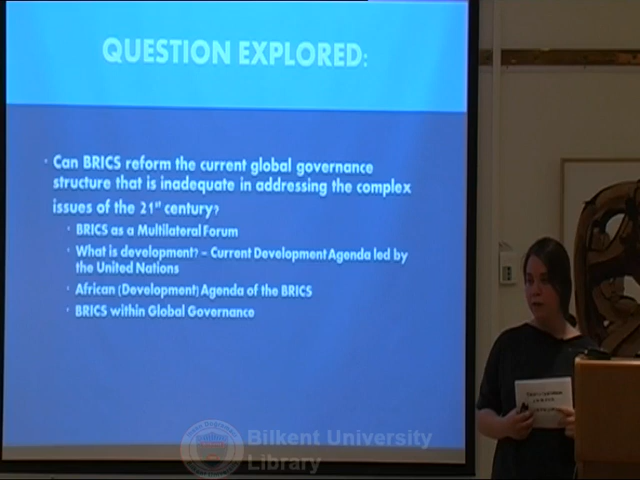 QUESTION EXPLORED:
Can BRICS reform the current global governance
structure that is inadequate in addressing the complex
issues of the 21st century?
BRICS as a Multilateral Forum
What is development? – Current Development Agenda led by
the United Nations
African (Development) Agenda of the BRICS
BRICS within Global Governance
Bilkent University
Library